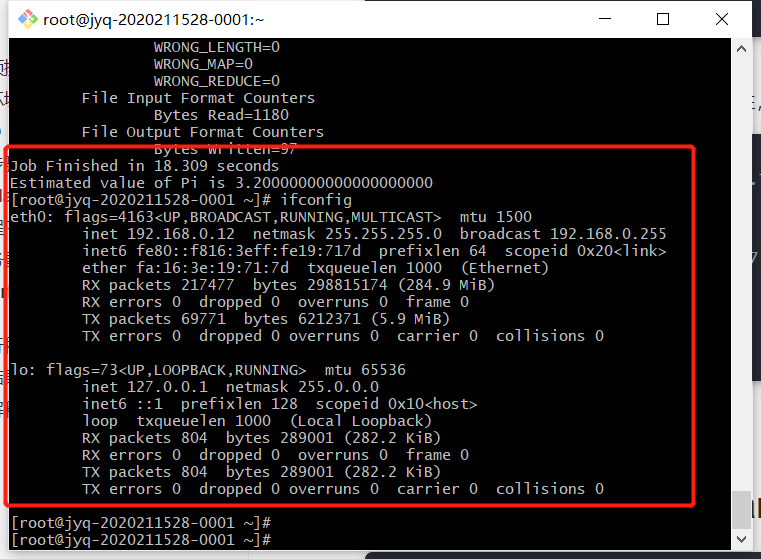 root@jyq-2020211528-0001:~
WRONG_LENGTH=0
WRONG_MAP=0
WRONG_REDUCE=0
File Input Format Counters
Bytes Read=1180
File Output Format Counters
Bytes Written=97
Job Finished in 18.309 seconds
Estimated value of Pi is 3.20000000000000000000
[root@jyq-2020211528-0001 ~]# ifconfig
eth0: flags=4163<UP,BROADCAST,RUNNING,MULTICAST>  mtu 1500
inet 192.168.0.12  netmask 255.255.255.0  broadcast 192.168.0.255
inet6 fe80::f816:3eff:fe19:717d  prefixlen 64  scopeid 0x20<link>
ether fa:16:3e:19:71:7d  txqueuelen 1000  (Ethernet)
RX packets 217477  bytes 298815174 (284.9 MiB)
RX errors 0  dropped 0  overruns 0  frame 0
TX packets 69771  bytes 6212371 (5.9 MiB)
TX errors 0  dropped 0 overruns 0  carrier 0  collisions 0
lo: flags=73<UP,LOOPBACK,RUNNING>  mtu 65536
inet 127.0.0.1  netmask 255.0.0.0
inet6 ::1  prefixlen 128  scopeid 0x10<host>
loop  txqueuelen 1000  (Local Loopback)
RX packets 804  bytes 289001 (282.2 KiB)
RX errors 0  dropped 0  overruns 0  frame 0
TX packets 804  bytes 289001 (282.2 KiB)
TX errors 0  dropped 0 overruns 0  carrier 0  collisions 0
[root@jyq-2020211528-0001 ~]#
[root@jyq-2020211528-0001 ~]#